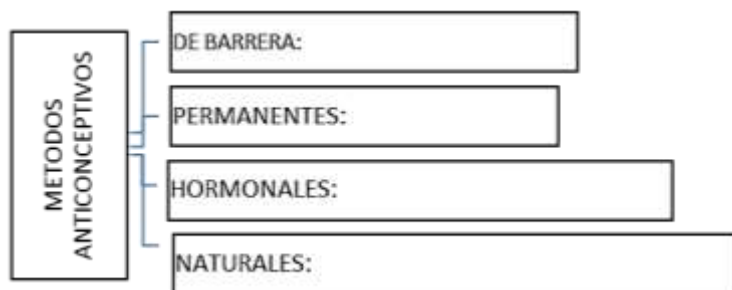 METODOS
ANTICONCEPTIVOS
DE BARRERA:
PERMANENTES:
HORMONALES:
NATURALES: